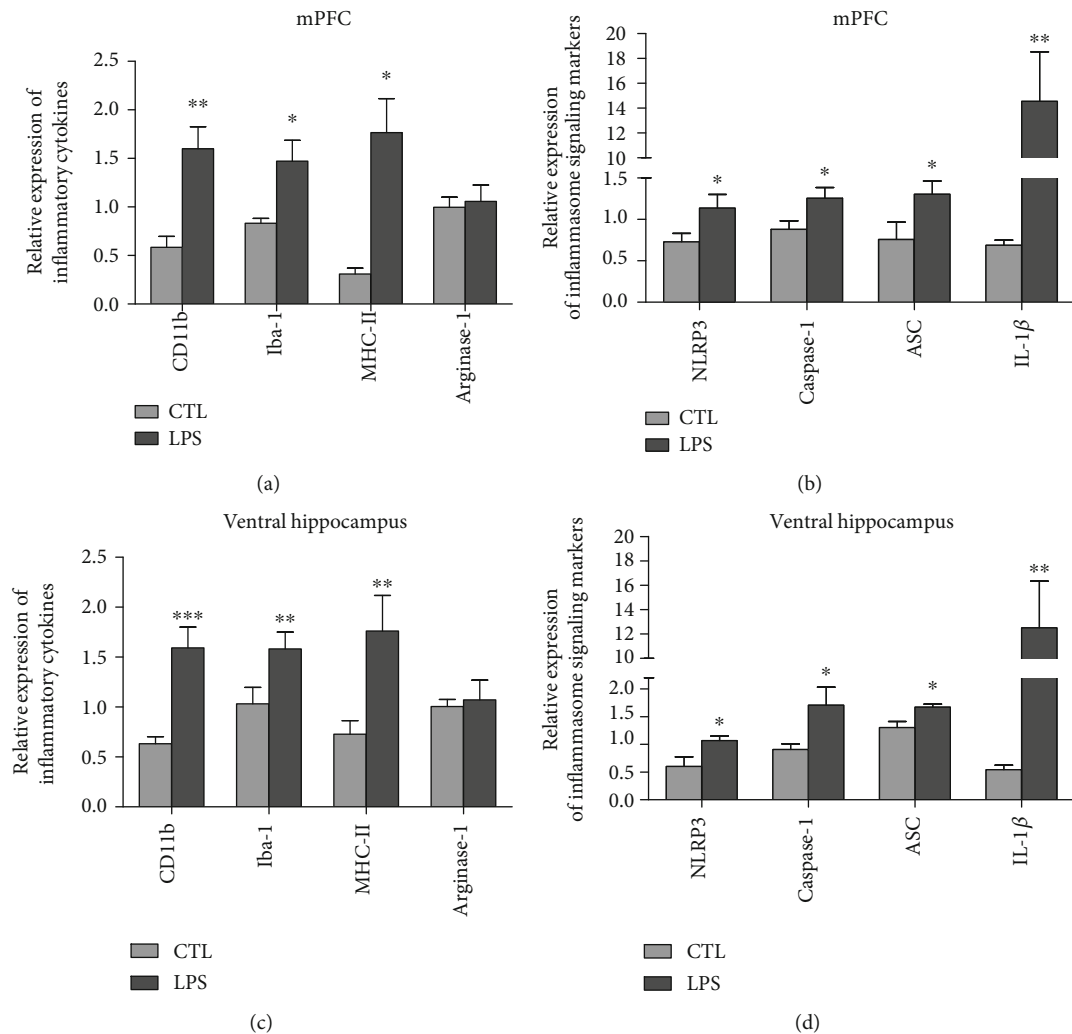 mPFC
Relative expression of
inflammatory cytokines
2.5
2.0
1.5
1.0
0.5
0.0
**
*
*
CD11b
Iba-1
MHC-II
Arginase-1
CTL
LPS
(a)
mPFC
Relative expression
of inflammasome signaling markers
20
18
16
14
12
10
1.5
1.0
0.5
0.0
*
*
*
**
NLRP3
Caspase-1
ASC
IL-1β
CTL
LPS
(b)
Ventral hippocampus
Relative expression of
inflammatory cytokines
2.5
2.0
1.5
1.0
0.5
0.0
***
**
**
CD11b
Iba-1
MHC-II
Arginase-1
CTL
LPS
(c)
Ventral hippocampus
Relative expression
of inflammasome signaling markers
20
18
16
14
12
10
2.0
1.5
1.0
0.5
0.0
*
*
*
**
NLRP3
Caspase-1
ASC
IL-1β
CTL
LPS
(d)